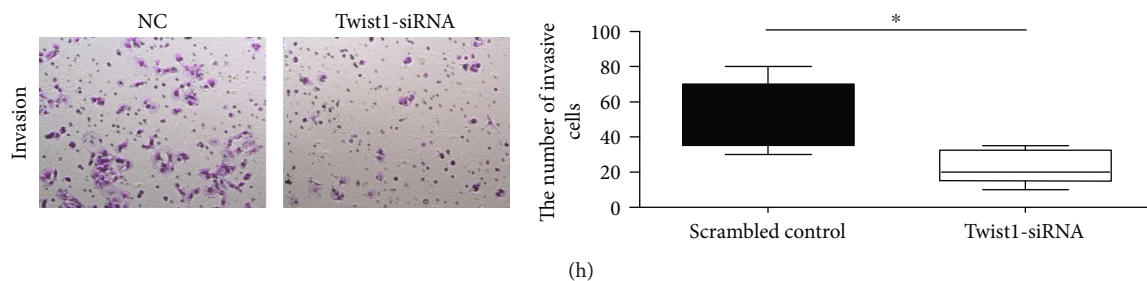 NC
Twist1-siRNA
Invasion
The number of invasive
cells
100
80
60
40
20
0
*
Scrambled control
Twist1-siRNA
(h)